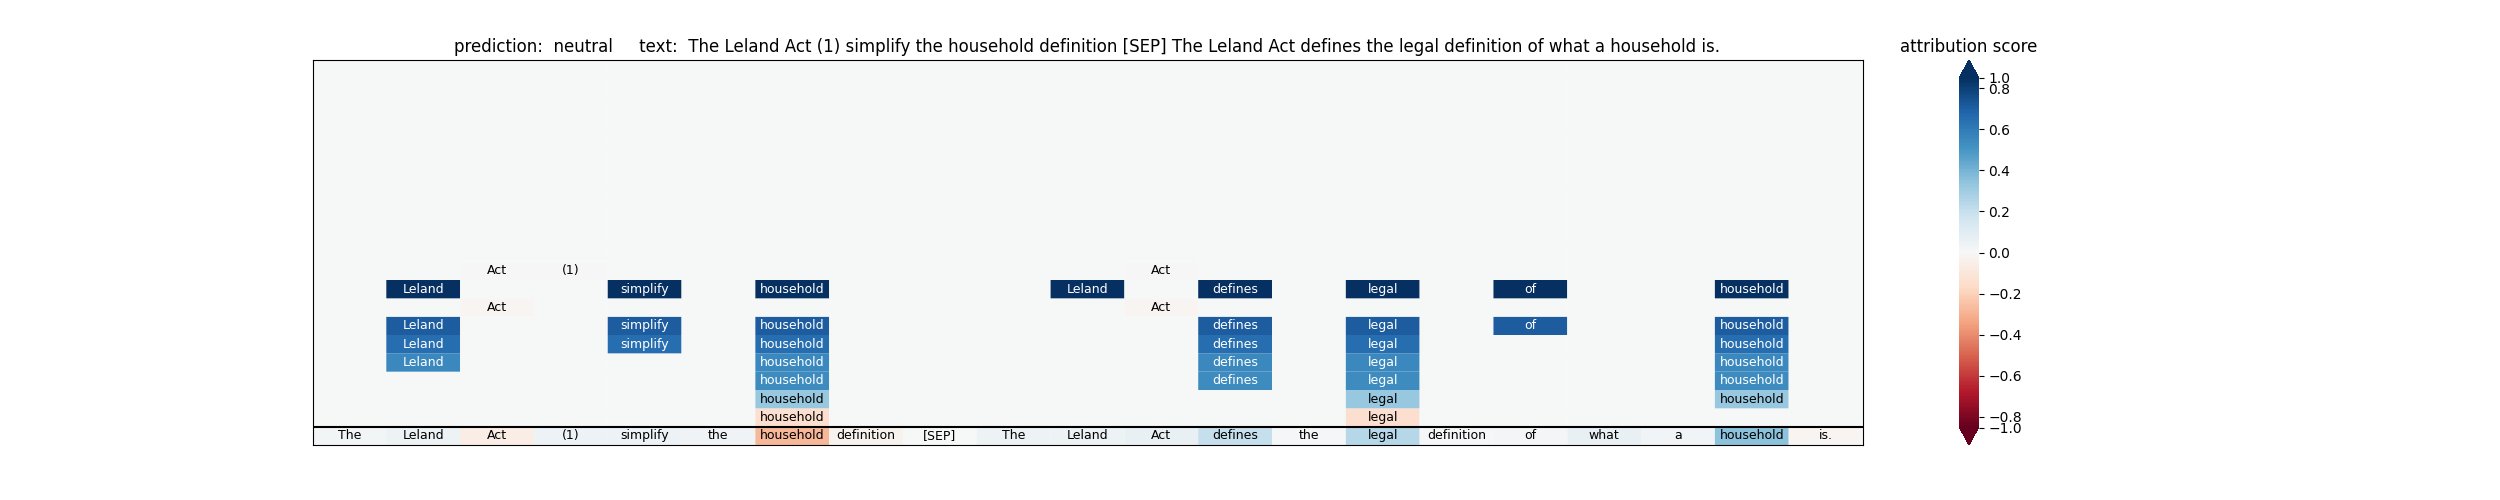 prediction:  neutral     text:  The Leland Act (1) simplify the household definition [SEP] The Leland Act defines the legal definition of what a household is.
attribution score
1.0
0.8
0.6
0.4
0.2
0.0
−0.2
−0.4
−0.6
−0.8
−1.0
Act (1) Act
Leland simplify household Leland defines legal of household
Act Act
Leland simplify household defines legal of household
Leland simplify household defines legal household
Leland household defines legal household
household defines legal household
household legal household
household legal
The Leland Act (1) simplify the household definition [SEP] The Leland Act defines the legal definition of what a household is.